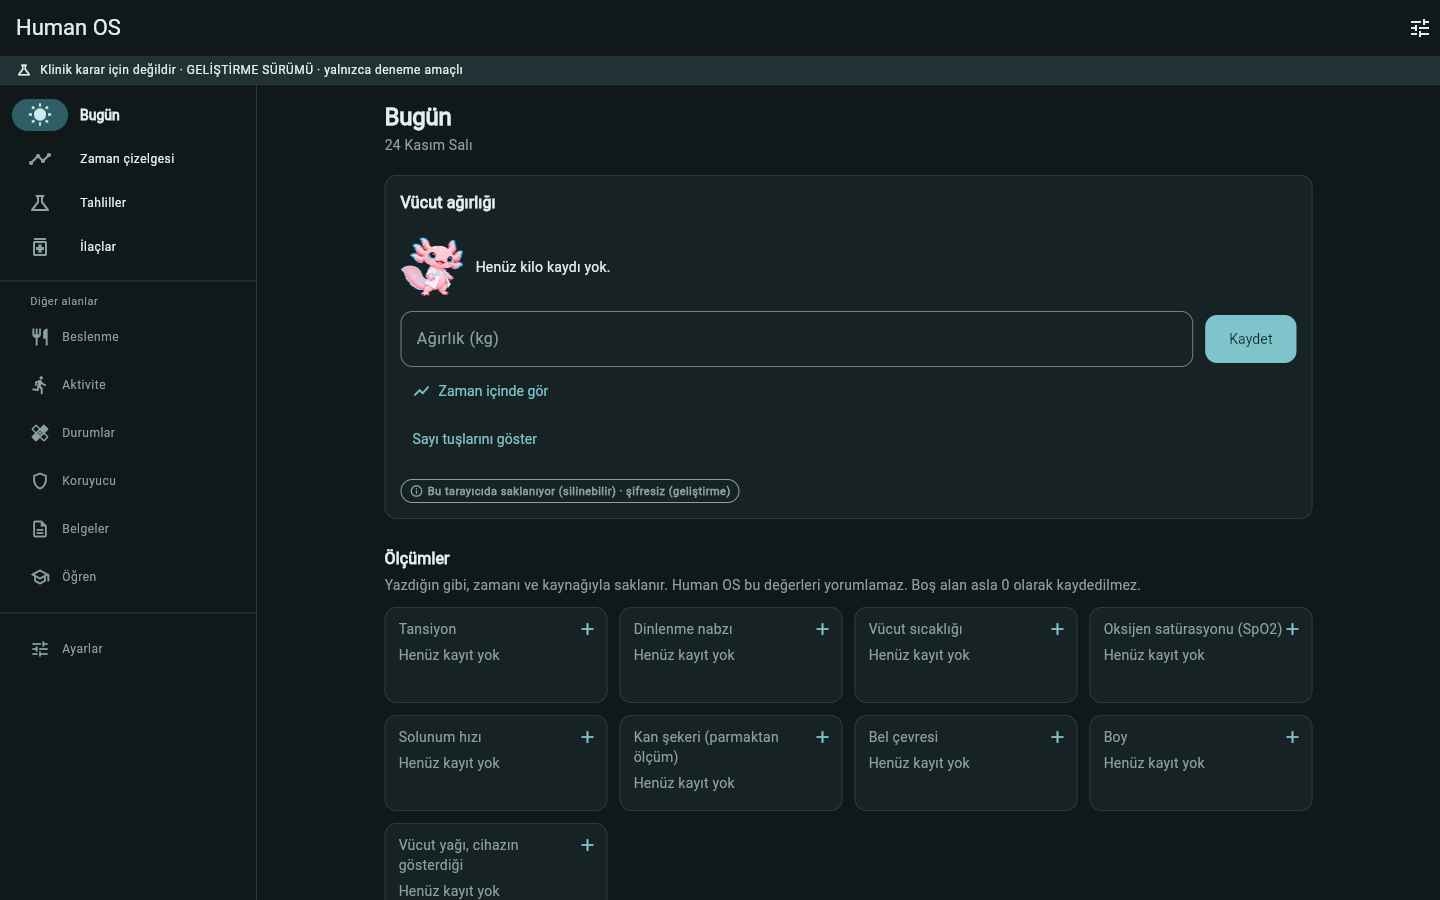 Human OS
Klinik karar için değildir · GELİŞTİRME SÜRÜMÜ · yalnızca deneme amaçlı
Bugün
Zaman çizelgesi
Tahliller
İlaçlar
Diğer alanlar
Beslenme
Aktivite
Durumlar
Koruyucu
Belgeler
Öğren
Ayarlar
Bugün
24 Kasım Salı
Vücut ağırlığı
Henüz kilo kaydı yok.
Ağırlık (kg)
Kaydet
Zaman içinde gör
Sayı tuşlarını göster
Bu tarayıcıda saklanıyor (silinebilir) · şifresiz (geliştirme)
Ölçümler
Yazdığın gibi, zamanı ve kaynağıyla saklanır. Human OS bu değerleri yorumlamaz. Boş alan asla 0 olarak kaydedilmez.
Tansiyon
Henüz kayıt yok
Dinlenme nabzı
Henüz kayıt yok
Vücut sıcaklığı
Henüz kayıt yok
Oksijen satürasyonu (SpO2)
Henüz kayıt yok
Solunum hızı
Henüz kayıt yok
Kan şekeri (parmaktan
ölçüm)
Henüz kayıt yok
Bel çevresi
Henüz kayıt yok
Boy
Henüz kayıt yok
Vücut yağı, cihazın
gösterdiği
Henüz kayıt yok